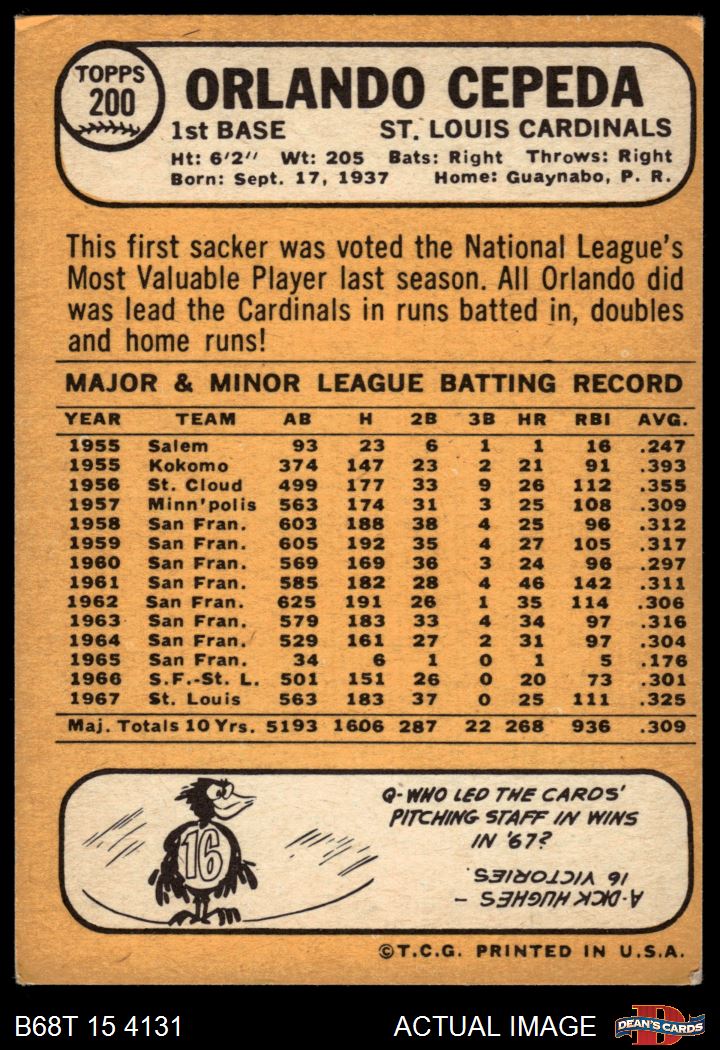 TOPPS
200
ORLANDO CEPEDA
1st BASE ST. LOUIS CARDINALS
Ht: 6'2" Wt: 205 Bats: Right Throws: Right
Born: Sept. 17, 1937 Home: Guaynabo, P. R.
This first sacker was voted the National League's
Most Valuable Player last season. All Orlando did
was lead the Cardinals in runs batted in, doubles
and home runs!
MAJOR & MINOR LEAGUE BATTING RECORD
YEAR TEAM AB H 2B 3B HR RBI AVG.
1955 Salem 93 23 6 1 1 16 .247
1955 Kokomo 374 147 23 2 21 91 .393
1956 St. Cloud 499 177 33 9 26 112 .355
1957 Minn'polis 563 174 31 3 25 108 .309
1958 San Fran. 603 188 38 4 25 96 .312
1959 San Fran. 605 192 35 4 27 105 .317
1960 San Fran. 569 169 36 3 24 96 .297
1961 San Fran. 585 182 28 4 46 142 .311
1962 San Fran. 625 191 26 1 35 114 .306
1963 San Fran. 579 183 33 4 34 97 .316
1964 San Fran. 529 161 27 2 31 97 .304
1965 San Fran. 34 6 1 0 1 5 .176
1966 S.F.-St. L. 501 151 26 0 20 73 .301
1967 St. Louis 563 183 37 0 25 111 .325
Maj. Totals 10 Yrs. 5193 1606 287 22 268 936 .309
16
Q-WHO LED THE CARDS'
PITCHING STAFF IN WINS
IN '67?
A-DICK HUGHES –
16 VICTORIES.
©T.C.G. PRINTED IN U.S.A.
B68T 15 4131 ACTUAL IMAGE
D
DEAN'S CARDS